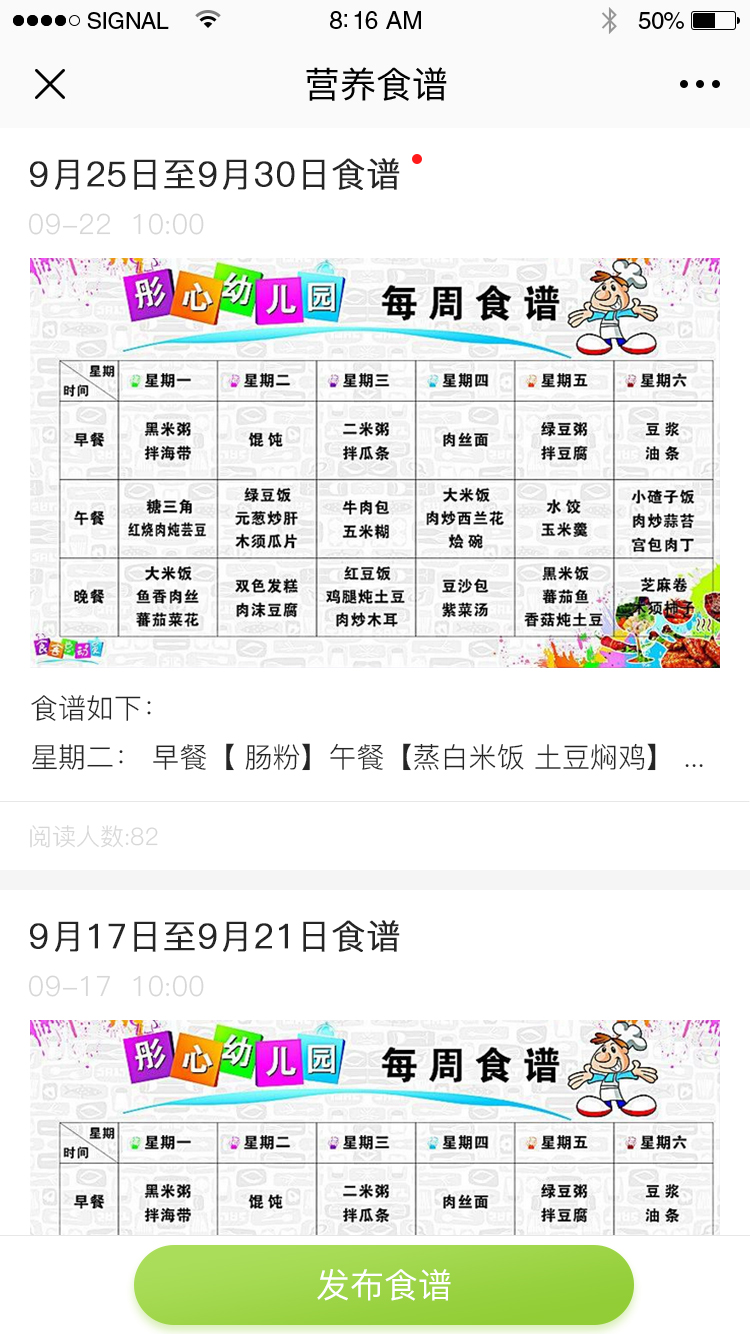 SIGNAL 8:16 AM 50%
营养食谱
9月25日至9月30日食谱
09-22 10:00
彤心幼儿园 每周食谱
星期
时间
星期一 星期二 星期三 星期四 星期五 星期六
早餐
黑米粥
拌海带
馄饨
二米粥
拌瓜条
肉丝面
绿豆粥
拌豆腐
豆浆
油条
午餐
糖三角
红烧肉炖芸豆
绿豆饭
元葱炒肝
木须瓜片
牛肉包
五米糊
大米饭
肉炒西兰花
烩碗
水饺
玉米羹
小碴子饭
肉炒蒜苔
宫包肉丁
晚餐
大米饭
鱼香肉丝
蕃茄菜花
双色发糕
肉沫豆腐
红豆饭
鸡腿炖土豆
肉炒木耳
豆沙包
紫菜汤
黑米饭
蕃茄鱼
香菇炖土豆
芝麻卷
木须柿子
食谱如下：
星期二： 早餐【 肠粉】午餐【蒸白米饭 土豆焖鸡】 ...
阅读人数:82
9月17日至9月21日食谱
09-17 10:00
彤心幼儿园 每周食谱
星期
时间
星期一 星期二 星期三 星期四 星期五 星期六
早餐
黑米粥
拌海带
馄饨
二米粥
拌瓜条
肉丝面
绿豆粥
拌豆腐
豆浆
油条
发布食谱